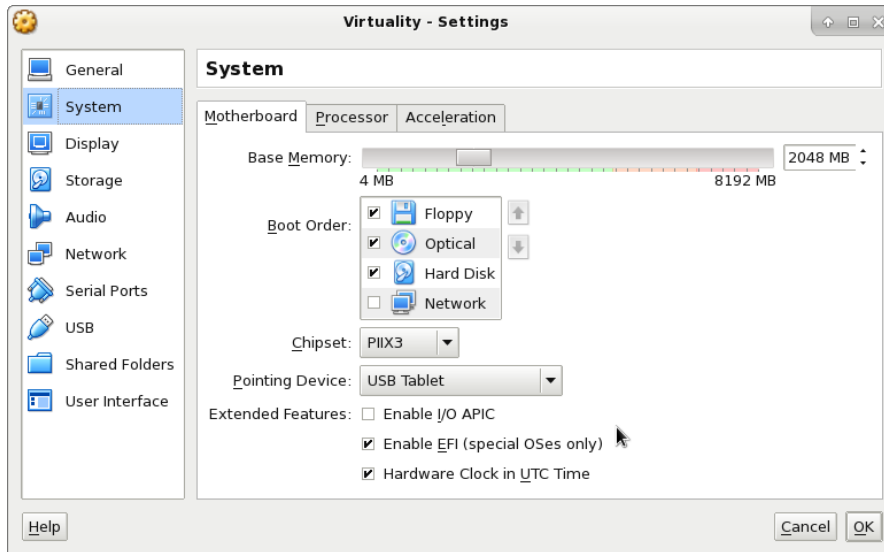 Virtuality - Settings
General
System
Display
Storage
Audio
Network
Serial Ports
USB
Shared Folders
User Interface
System
Motherboard Processor Acceleration
Base Memory: 2048 MB
4 MB 8192 MB
Boot Order:
Floppy
Optical
Hard Disk
Network
Chipset: PIIX3
Pointing Device: USB Tablet
Extended Features: Enable I/O APIC
Enable EFI (special OSes only)
Hardware Clock in UTC Time
Help Cancel OK